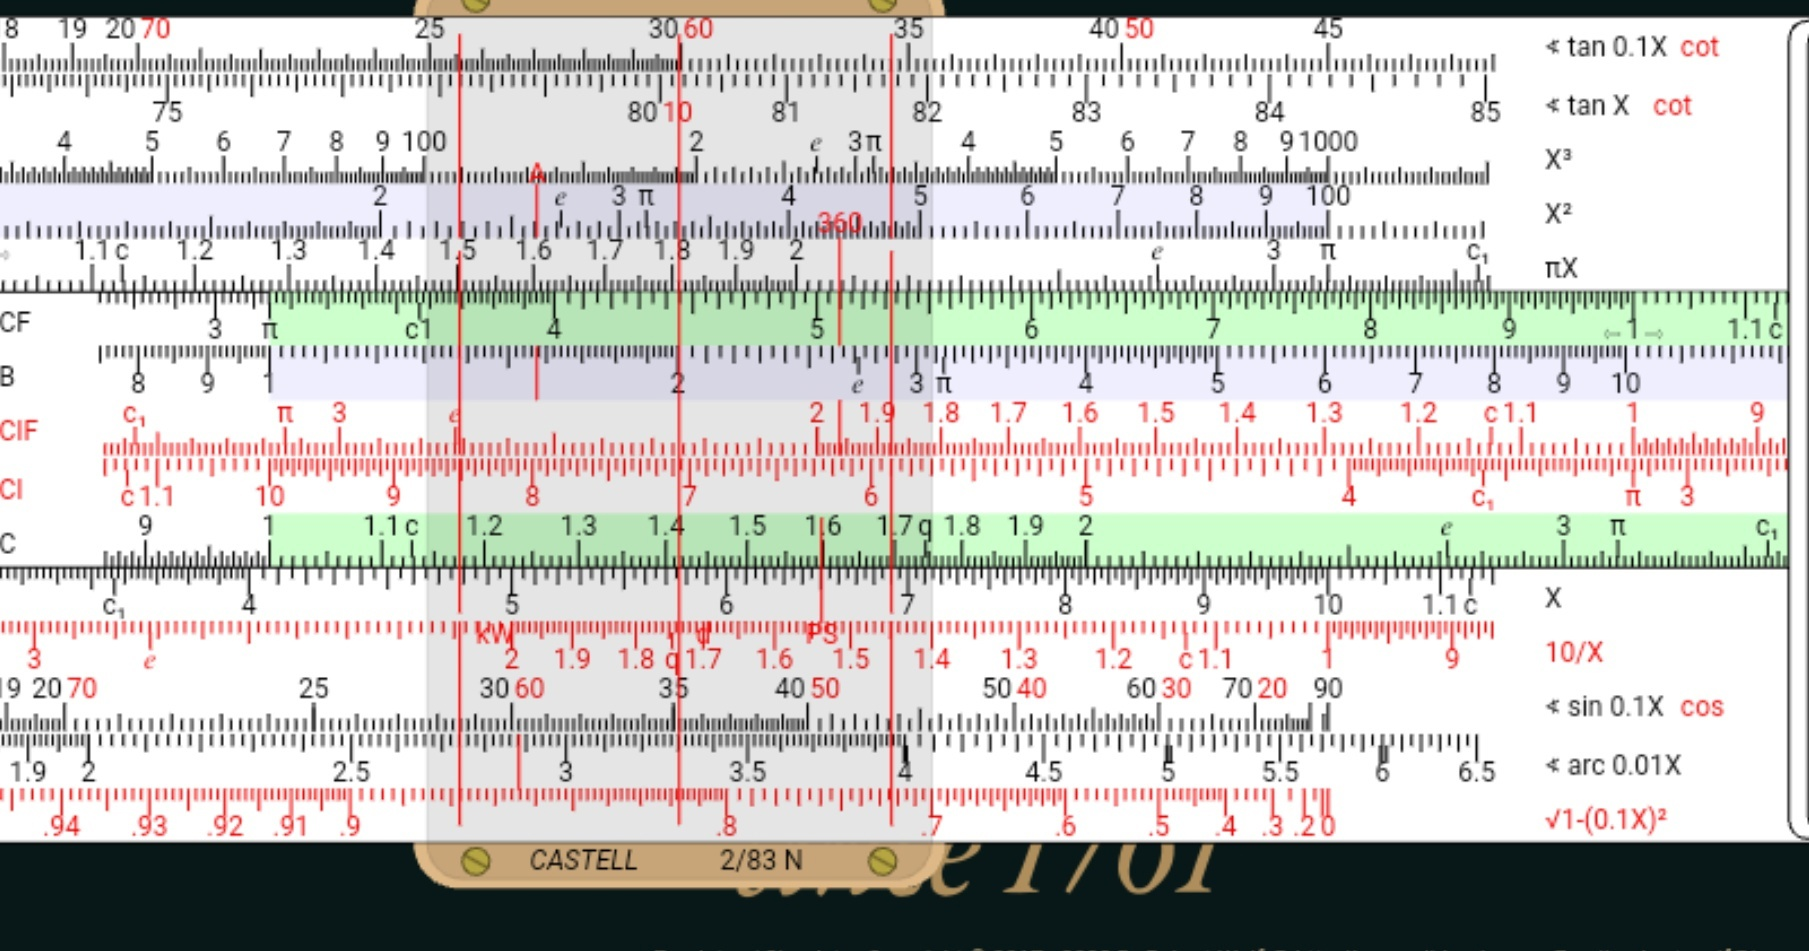 8 19 20 70 25 30 60 35 40 50 45 ∢ tan 0.1X cot
75 80 10 81 82 83 84 85 ∢ tan X cot
4 5 6 7 8 9 100 2 e 3 π 4 5 6 7 8 9 1000 X³
A
2 e 3 π 4 5 6 7 8 9 100 X²
360
1.1 c 1.2 1.3 1.4 1.5 1.6 1.7 1.8 1.9 2 e 3 π c₁ πX
CF 3 π c1 4 5 6 7 8 9 ←1→ 1.1 c
B 8 9 1 2 e 3 π 4 5 6 7 8 9 10
CIF c₁ π 3 e 2 1.9 1.8 1.7 1.6 1.5 1.4 1.3 1.2 c 1.1 1 9
CI c 1.1 10 9 8 7 6 5 4 c₁ π 3
C 9 1 1.1 c 1.2 1.3 1.4 1.5 1.6 1.7 q 1.8 1.9 2 e 3 π c₁
c₁ 4 5 6 7 8 9 10 1.1 c X
kW q' PS
3 e 2 1.9 1.8 q 1.7 1.6 1.5 1.4 1.3 1.2 c 1.1 1 9 10/X
19 20 70 25 30 60 35 40 50 50 40 60 30 70 20 90 ∢ sin 0.1X cos
1.9 2 2.5 3 3.5 4 4.5 5 5.5 6 6.5 ∢ arc 0.01X
.94 .93 .92 .91 .9 .8 .7 .6 .5 .4 .3 .2 0 √1-(0.1X)²
CASTELL 2/83 N
since 1761